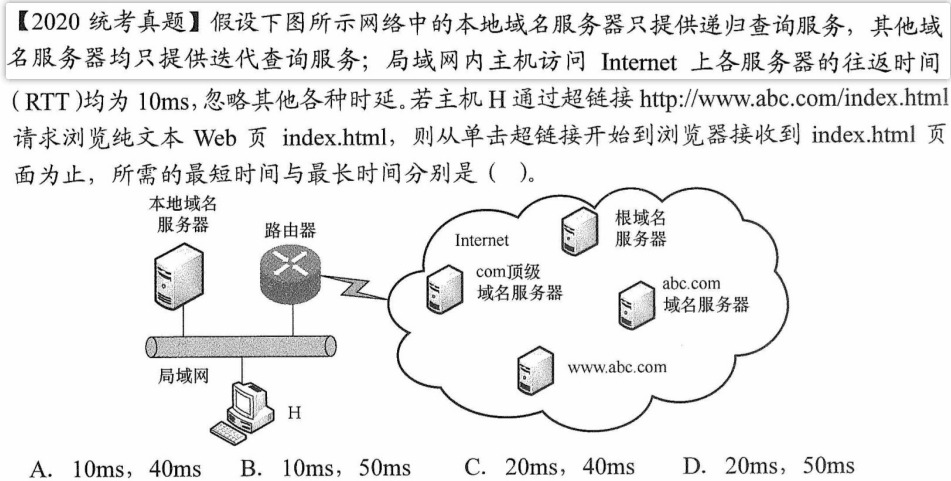 【2020 统考真题】假设下图所示网络中的本地域名服务器只提供递归查询服务，其他域
名服务器均只提供迭代查询服务；局域网内主机访问 Internet 上各服务器的往返时间
(RTT)均为 10ms,忽略其他各种时延。若主机 H 通过超链接 http://www.abc.com/index.html
请求浏览纯文本 Web 页 index.html，则从单击超链接开始到浏览器接收到 index.html 页
面为止，所需的最短时间与最长时间分别是（ ）。
本地域名
服务器
路由器
Internet
根域名
服务器
com顶级
域名服务器
abc.com
域名服务器
www.abc.com
局域网
H
A. 10ms，40ms B. 10ms，50ms C. 20ms，40ms D. 20ms，50ms